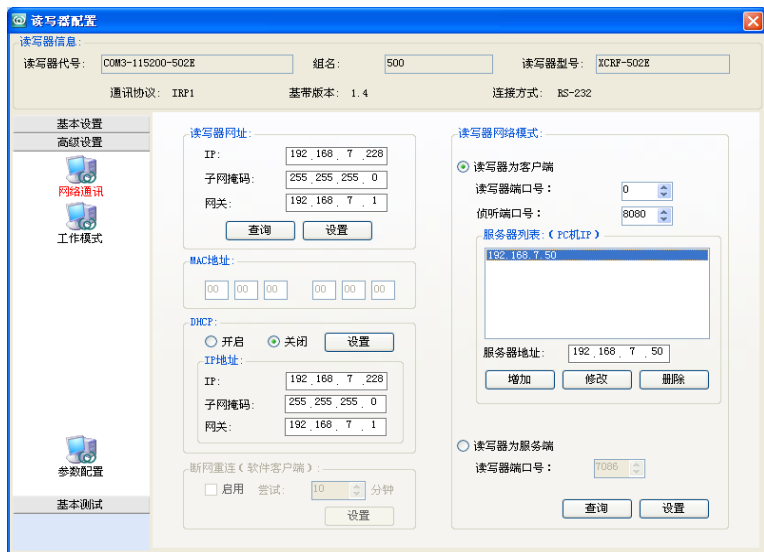 读写器配置
读写器信息:
读写器代号: COM3-115200-502E 组名: 500 读写器型号: XCRF-502E
通讯协议: IRP1 基带版本: 1.4 连接方式: RS-232
基本设置
高级设置
网络通讯
工作模式
参数配置
基本测试
读写器网址:
IP: 192 . 168 . 7 . 228
子网掩码: 255 . 255 . 255 . 0
网关: 192 . 168 . 7 . 1
查询 设置
MAC地址:
00 00 00 00 00 00
DHCP:
开启 关闭 设置
IP地址:
IP: 192 . 168 . 7 . 228
子网掩码: 255 . 255 . 255 . 0
网关: 192 . 168 . 7 . 1
断网重连(软件客户端):
启用 尝试: 10 分钟
设置
读写器网络模式:
读写器为客户端
读写器端口号: 0
侦听端口号: 8080
服务器列表:(PC机IP)
192.168.7.50
服务器地址: 192 . 168 . 7 . 50
增加 修改 删除
读写器为服务端
读写器端口号: 7086
查询 设置